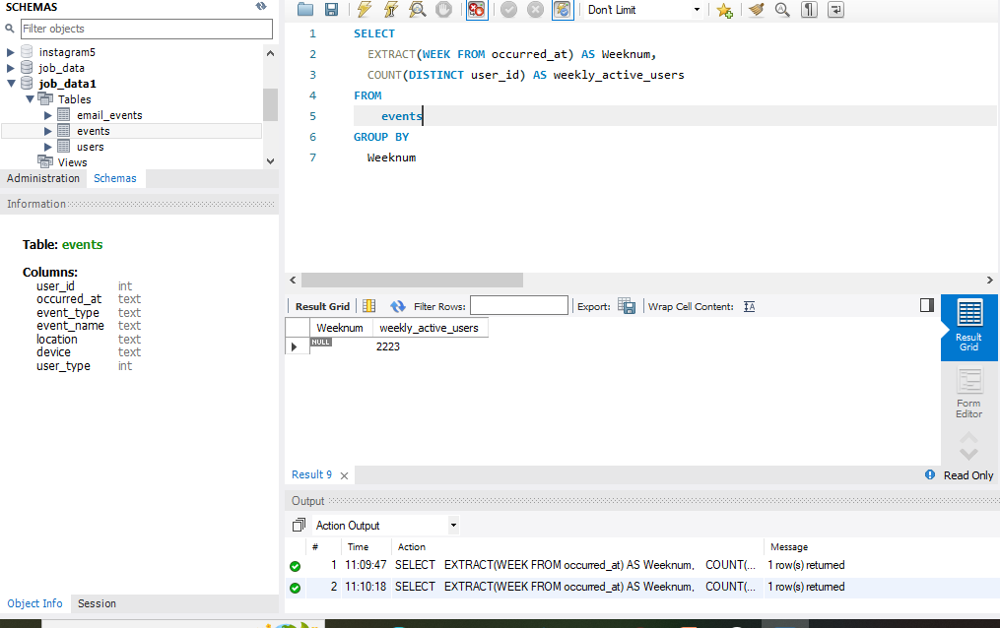 SCHEMAS
Filter objects
instagram5
job_data
job_data1
Tables
email_events
events
users
Views
Administration Schemas
Information
Table: events
Columns:
user_id int
occurred_at text
event_type text
event_name text
location text
device text
user_type int
Object Info Session
Don't Limit
1 SELECT
2 EXTRACT(WEEK FROM occurred_at) AS Weeknum,
3 COUNT(DISTINCT user_id) AS weekly_active_users
4 FROM
5 events
6 GROUP BY
7 Weeknum
Result Grid Filter Rows: Export: Wrap Cell Content:
Weeknum weekly_active_users
NULL 2223
Result
Grid
Form
Editor
Result 9 Read Only
Output
Action Output
# Time Action Message
1 11:09:47 SELECT EXTRACT(WEEK FROM occurred_at) AS Weeknum, COUNT(... 1 row(s) returned
2 11:10:18 SELECT EXTRACT(WEEK FROM occurred_at) AS Weeknum, COUNT(... 1 row(s) returned